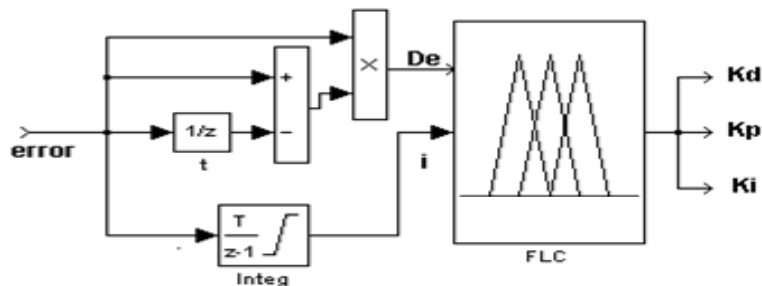 ×
De
Kd
+
1/z
−
Kp
error
t
i
Ki
T
z-1
Integ
FLC